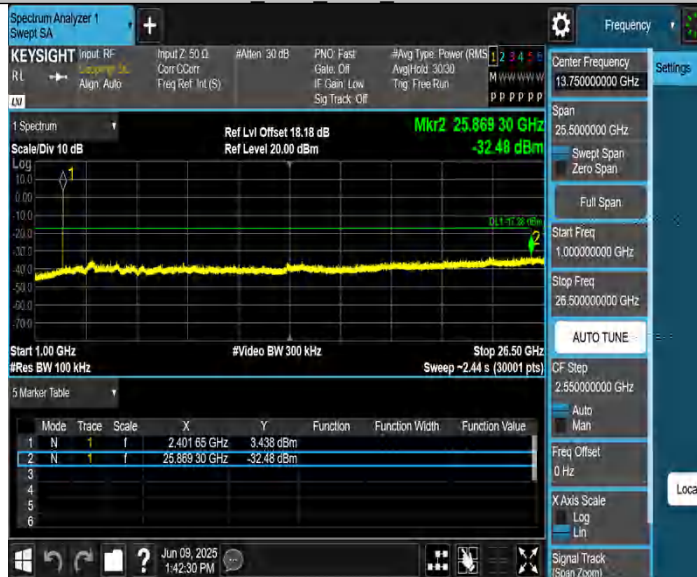 Spectrum Analyzer 1
Swept SA
+
Frequency
KEYSIGHT
RL
Input: RF
Align: Auto
Input Z: 50 Ω
Corr CCorr
Freq Ref: Int (S)
#Atten: 30 dB
PNO: Fast
Gate: Off
IF Gain: Low
Sig Track: Off
#Avg Type: Power (RMS
Avg|Hold: 30/30
Trig: Free Run
1 2 3 4 5 6
M W W W W W
P P P P P P
LXI
1 Spectrum
Scale/Div 10 dB
Ref Lvl Offset 18.18 dB
Ref Level 20.00 dBm
Mkr2 25.869 30 GHz
-32.48 dBm
Log
10.0
0.00
-10.0
-20.0
-30.0
-40.0
-50.0
-60.0
-70.0
1
DL1 -17.38 dBm
2
Start 1.00 GHz
#Res BW 100 kHz
#Video BW 300 kHz
Stop 26.50 GHz
Sweep ~2.44 s (30001 pts)
5 Marker Table
Mode Trace Scale X Y Function Function Width Function Value
1 N 1 f 2.401 65 GHz 3.438 dBm
2 N 1 f 25.869 30 GHz -32.48 dBm
3
4
5
6
?
Jun 09, 2025
1:42:30 PM
Center Frequency
13.750000000 GHz
Settings
Span
25.5000000 GHz
Swept Span
Zero Span
Full Span
Start Freq
1.000000000 GHz
Stop Freq
26.500000000 GHz
AUTO TUNE
CF Step
2.550000000 GHz
Auto
Man
Freq Offset
0 Hz
X Axis Scale
Log
Lin
Signal Track
(Span Zoom)
Loca